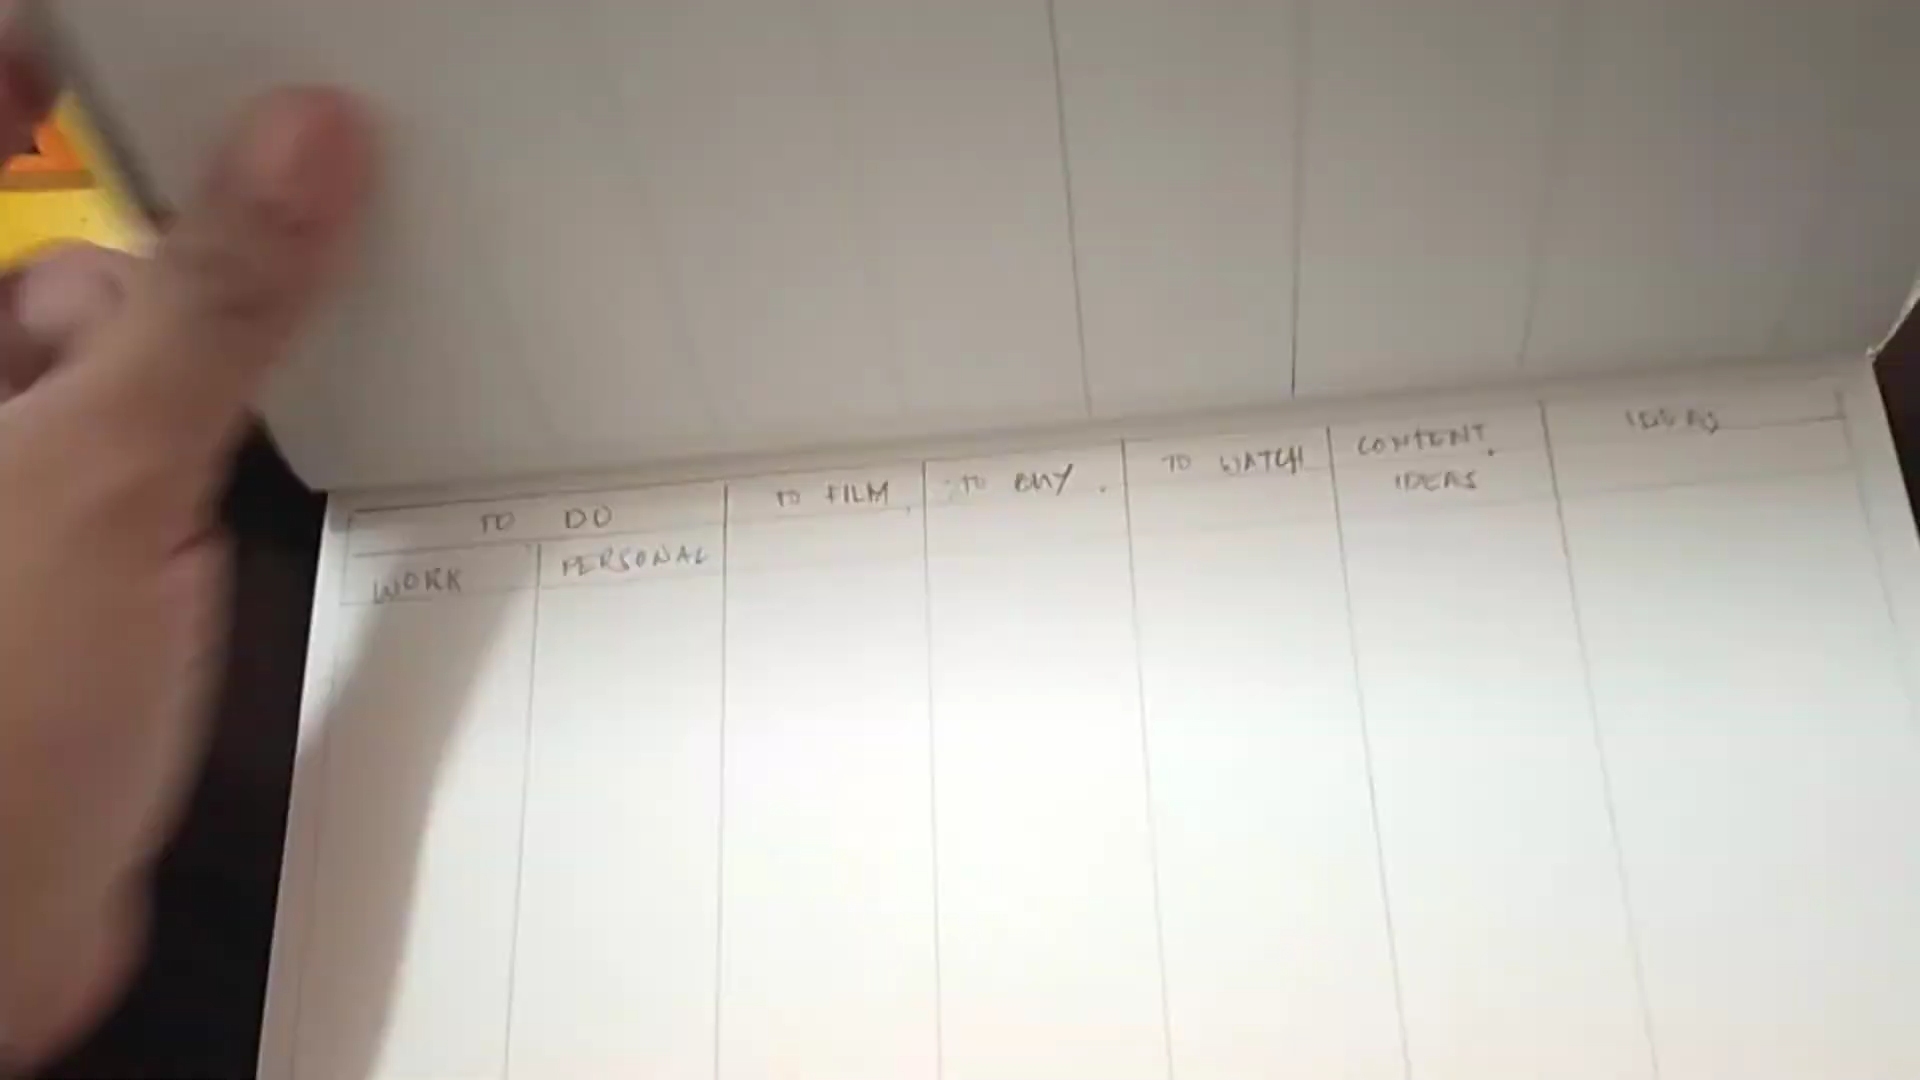 TO DO
TO FILM
TO BUY
TO WATCH
CONTENT
IDEAS
IDEAS
WORK
PERSONAL